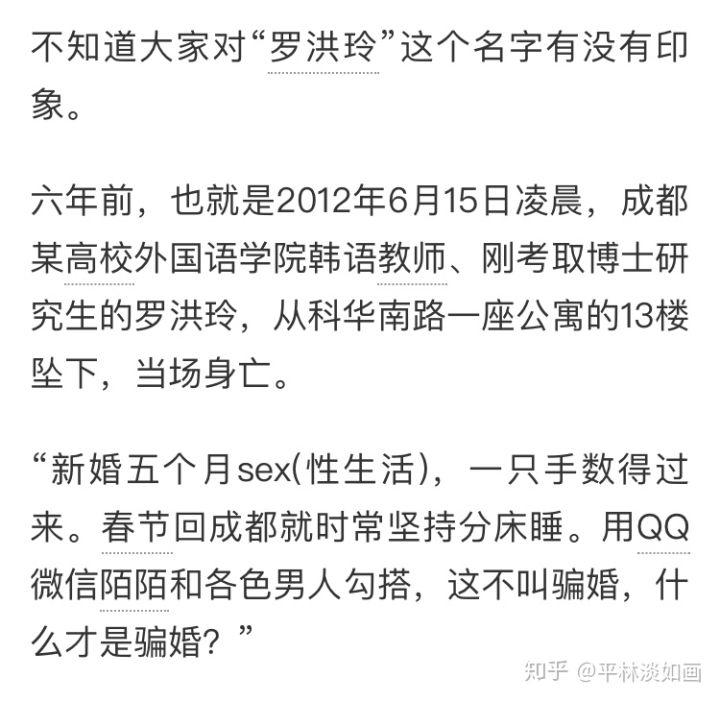 不知道大家对“罗洪玲”这个名字有没有印
象。
六年前，也就是2012年6月15日凌晨，成都
某高校外国语学院韩语教师、刚考取博士研
究生的罗洪玲，从科华南路一座公寓的13楼
坠下，当场身亡。
“新婚五个月sex(性生活)，一只手数得过
来。春节回成都就时常坚持分床睡。用QQ
微信陌陌和各色男人勾搭，这不叫骗婚，什
么才是骗婚？”
知乎 @平林淡如画